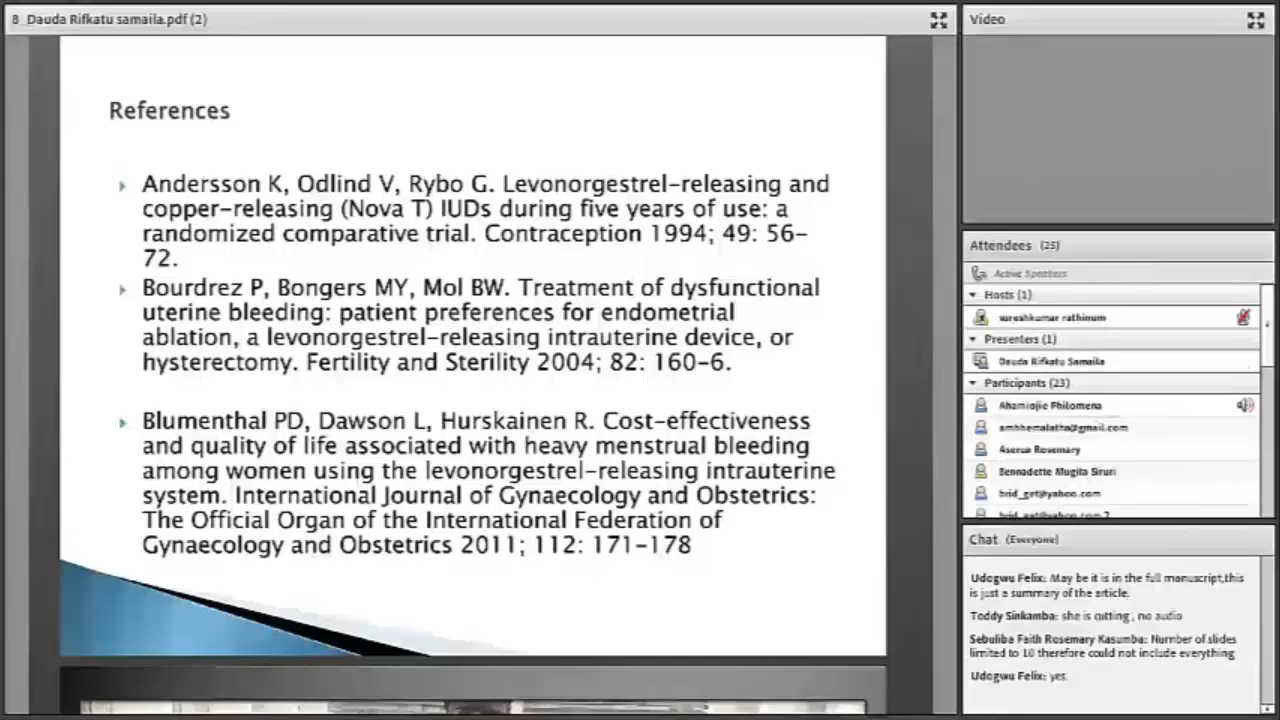 8_Dauda Rifkatu samaila.pdf (2)
References
Andersson K, Odlind V, Rybo G. Levonorgestrel-releasing and
copper-releasing (Nova T) IUDs during five years of use: a
randomized comparative trial. Contraception 1994; 49: 56-
72.
Bourdrez P, Bongers MY, Mol BW. Treatment of dysfunctional
uterine bleeding: patient preferences for endometrial
ablation, a levonorgestrel-releasing intrauterine device, or
hysterectomy. Fertility and Sterility 2004; 82: 160-6.
Blumenthal PD, Dawson L, Hurskainen R. Cost-effectiveness
and quality of life associated with heavy menstrual bleeding
among women using the levonorgestrel-releasing intrauterine
system. International Journal of Gynaecology and Obstetrics:
The Official Organ of the International Federation of
Gynaecology and Obstetrics 2011; 112: 171-178
Video
Attendees (25)
Active Speakers
Hosts (1)
sureshkumar rathinum
Presenters (1)
Dauda Rifkatu Samaila
Participants (23)
Ahamiojie Philomena
amhhemalatha@gmail.com
Rosemary
Bennadette Mugita Siruri
brid_get@yahoo.com
brid_get@yahoo.com 2
Chat (Everyone)
Udogwu Felix: May be it is in the full manuscript,this
is just a summary of the article.
Toddy Sinkamba: she is cutting , no audio
Sebuliba Faith Rosemary Kasumba: Number of slides
limited to 10 therefore could not include everything
Udogwu Felix: yes.